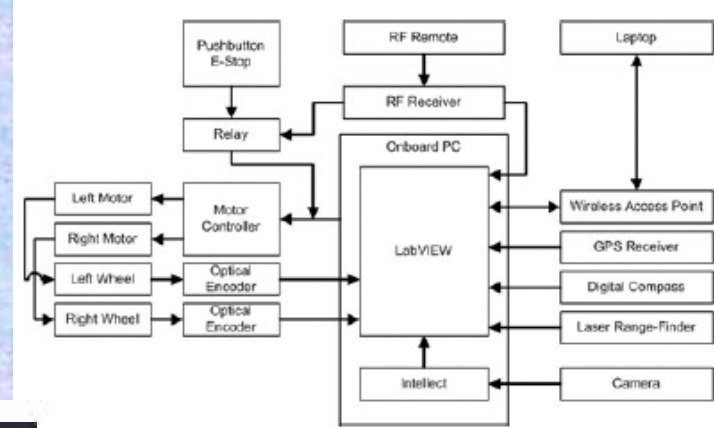 Pushbutton
E-Stop
RF Remote
Laptop
RF Receiver
Relay
Onboard PC
Left Motor
Motor
Controller
Right Motor
LabVIEW
Wireless Access Point
GPS Receiver
Left Wheel
Optical
Encoder
Digital Compass
Right Wheel
Optical
Encoder
Laser Range-Finder
Intellect
Camera